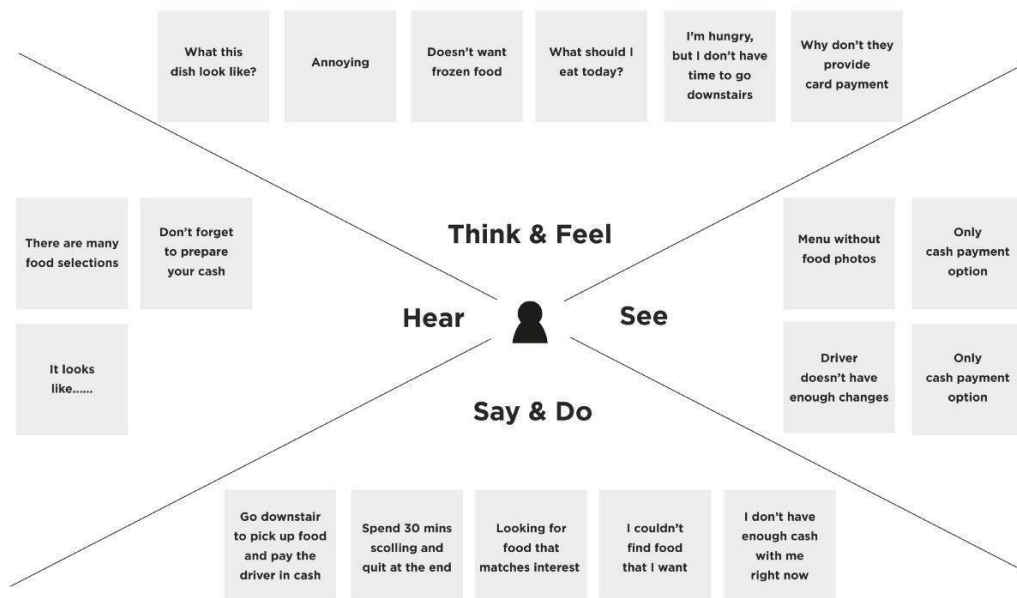 What this
dish look like?
Annoying
Doesn't want
frozen food
What should I
eat today?
I'm hungry,
but I don't have
time to go
downstairs
Why don't they
provide
card payment
Think & Feel
There are many
food selections
Don't forget
to prepare
your cash
It looks
like......
Hear
See
Menu without
food photos
Only
cash payment
option
Driver
doesn't have
enough changes
Only
cash payment
option
Say & Do
Go downstair
to pick up food
and pay the
driver in cash
Spend 30 mins
scolling and
quit at the end
Looking for
food that
matches interest
I couldn't
find food
that I want
I don't have
enough cash
with me
right now